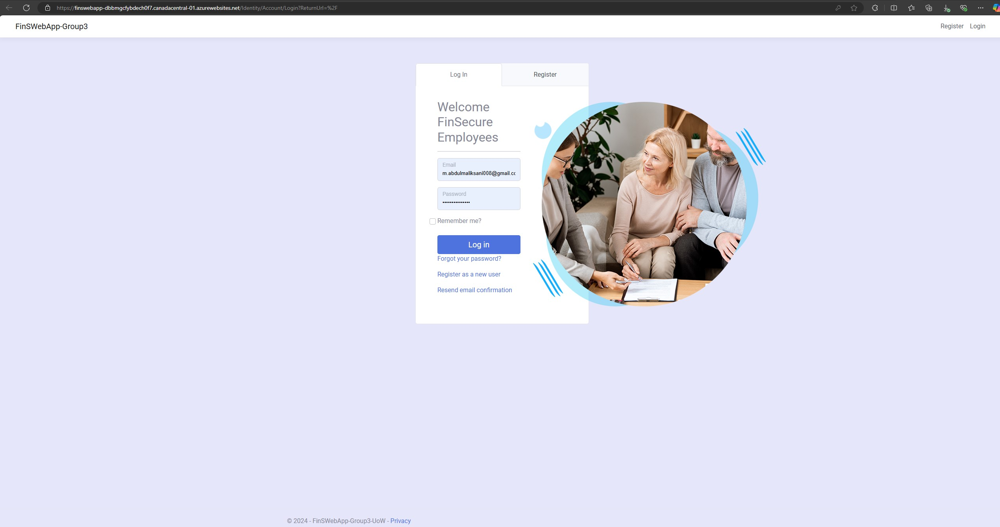 https://finswebapp-dbbmgcfybdech0f7.canadacentral-01.azurewebsites.net/Identity/Account/Login?ReturnUrl=%2F
FinSWebApp-Group3
Register Login
Log In
Register
Welcome
FinSecure
Employees
Email
m.abdulmaliksani008@gmail.cc
Password
•••••••••••••••
Remember me?
Log in
Forgot your password?
Register as a new user
Resend email confirmation
© 2024 - FinSWebApp-Group3-UoW - Privacy